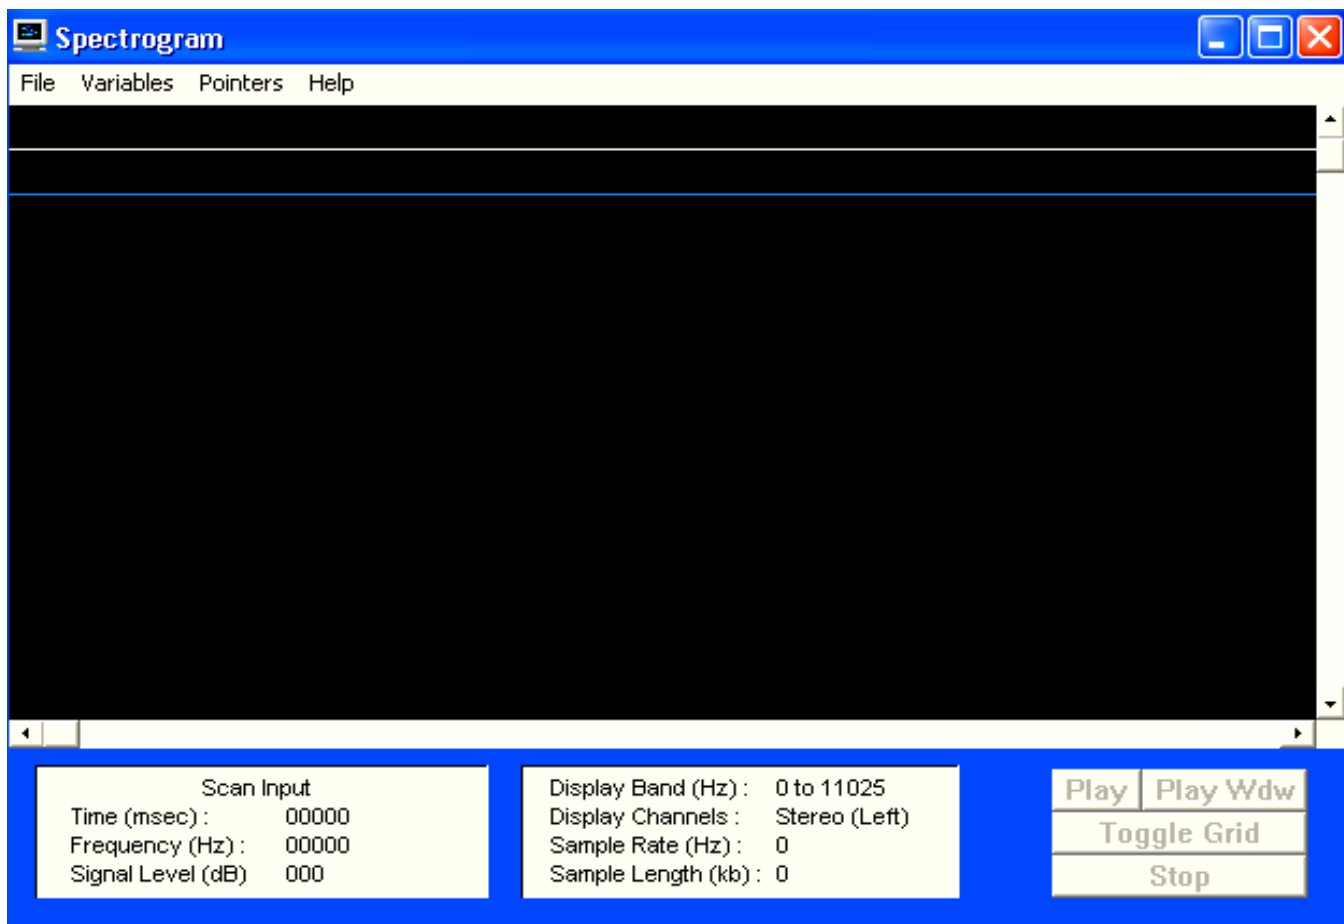 Spectrogram
File Variables Pointers Help
Scan Input
Time (msec) : 00000
Frequency (Hz) : 00000
Signal Level (dB) 000
Display Band (Hz) : 0 to 11025
Display Channels : Stereo (Left)
Sample Rate (Hz) : 0
Sample Length (kb) : 0
Play Play Wdw
Toggle Grid
Stop